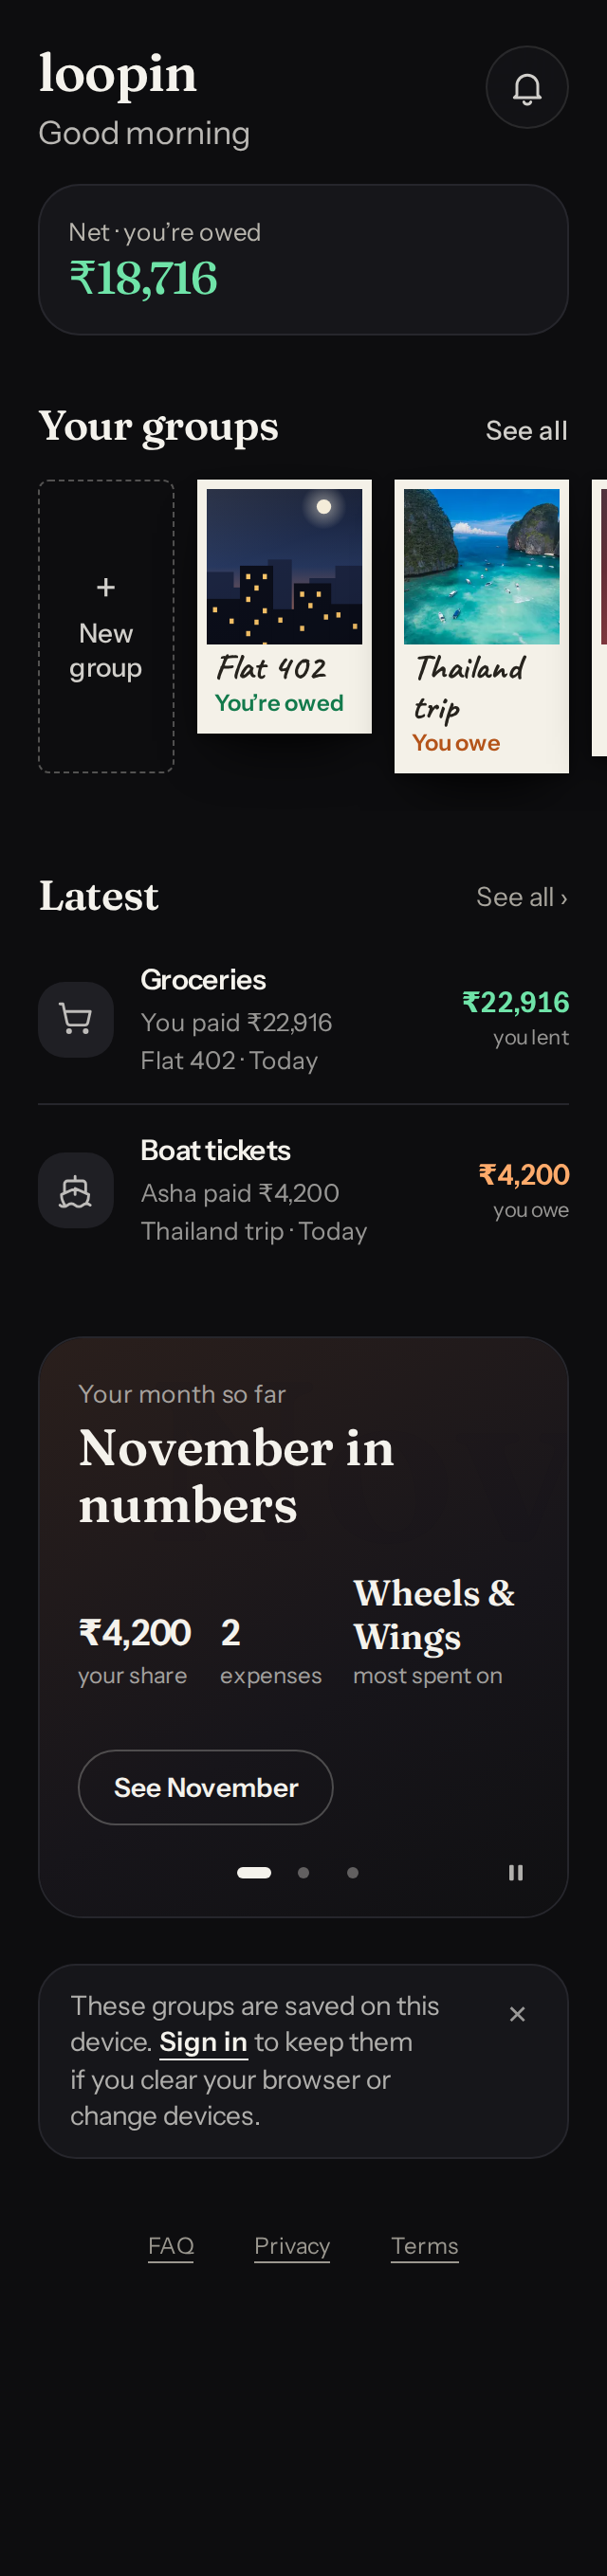 loopin
Good morning
Net · you’re owed
₹18,716
Your groups
See all
+
New
group
Flat 402
You’re owed
Thailand
trip
You owe
Latest
See all ›
Groceries
You paid ₹22,916
Flat 402 · Today
₹22,916
you lent
Boat tickets
Asha paid ₹4,200
Thailand trip · Today
₹4,200
you owe
Your month so far
November in
numbers
₹4,200
your share
2
expenses
Wheels &
Wings
most spent on
See November
These groups are saved on this
device. Sign in to keep them
if you clear your browser or
change devices.
FAQ
Privacy
Terms